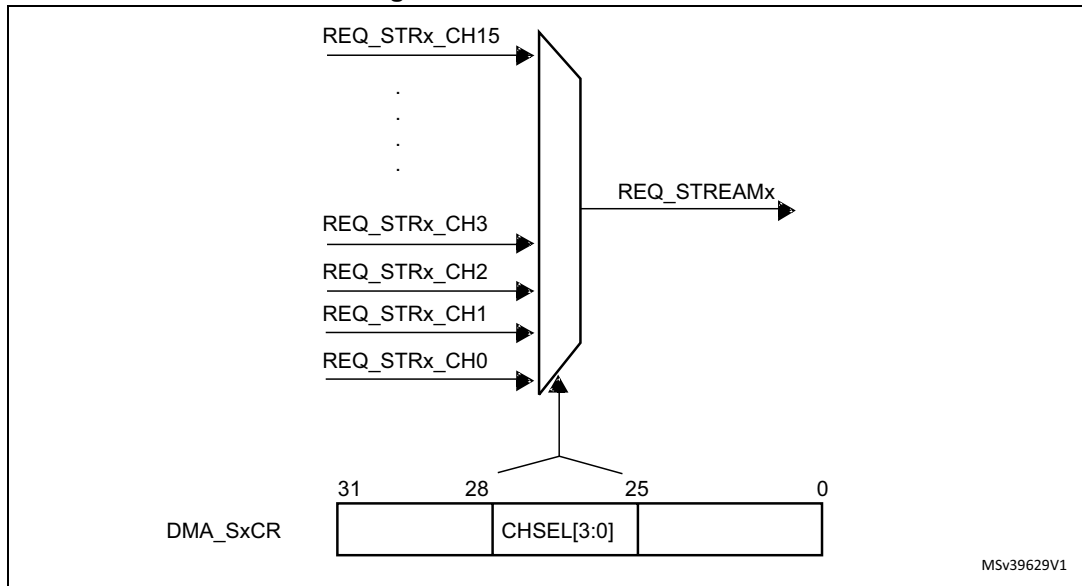 REQ_STRx_CH15
.
.
.
.
REQ_STREAMx
REQ_STRx_CH3
REQ_STRx_CH2
REQ_STRx_CH1
REQ_STRx_CH0
31 28 25 0
DMA_SxCR CHSEL[3:0]
MSv39629V1